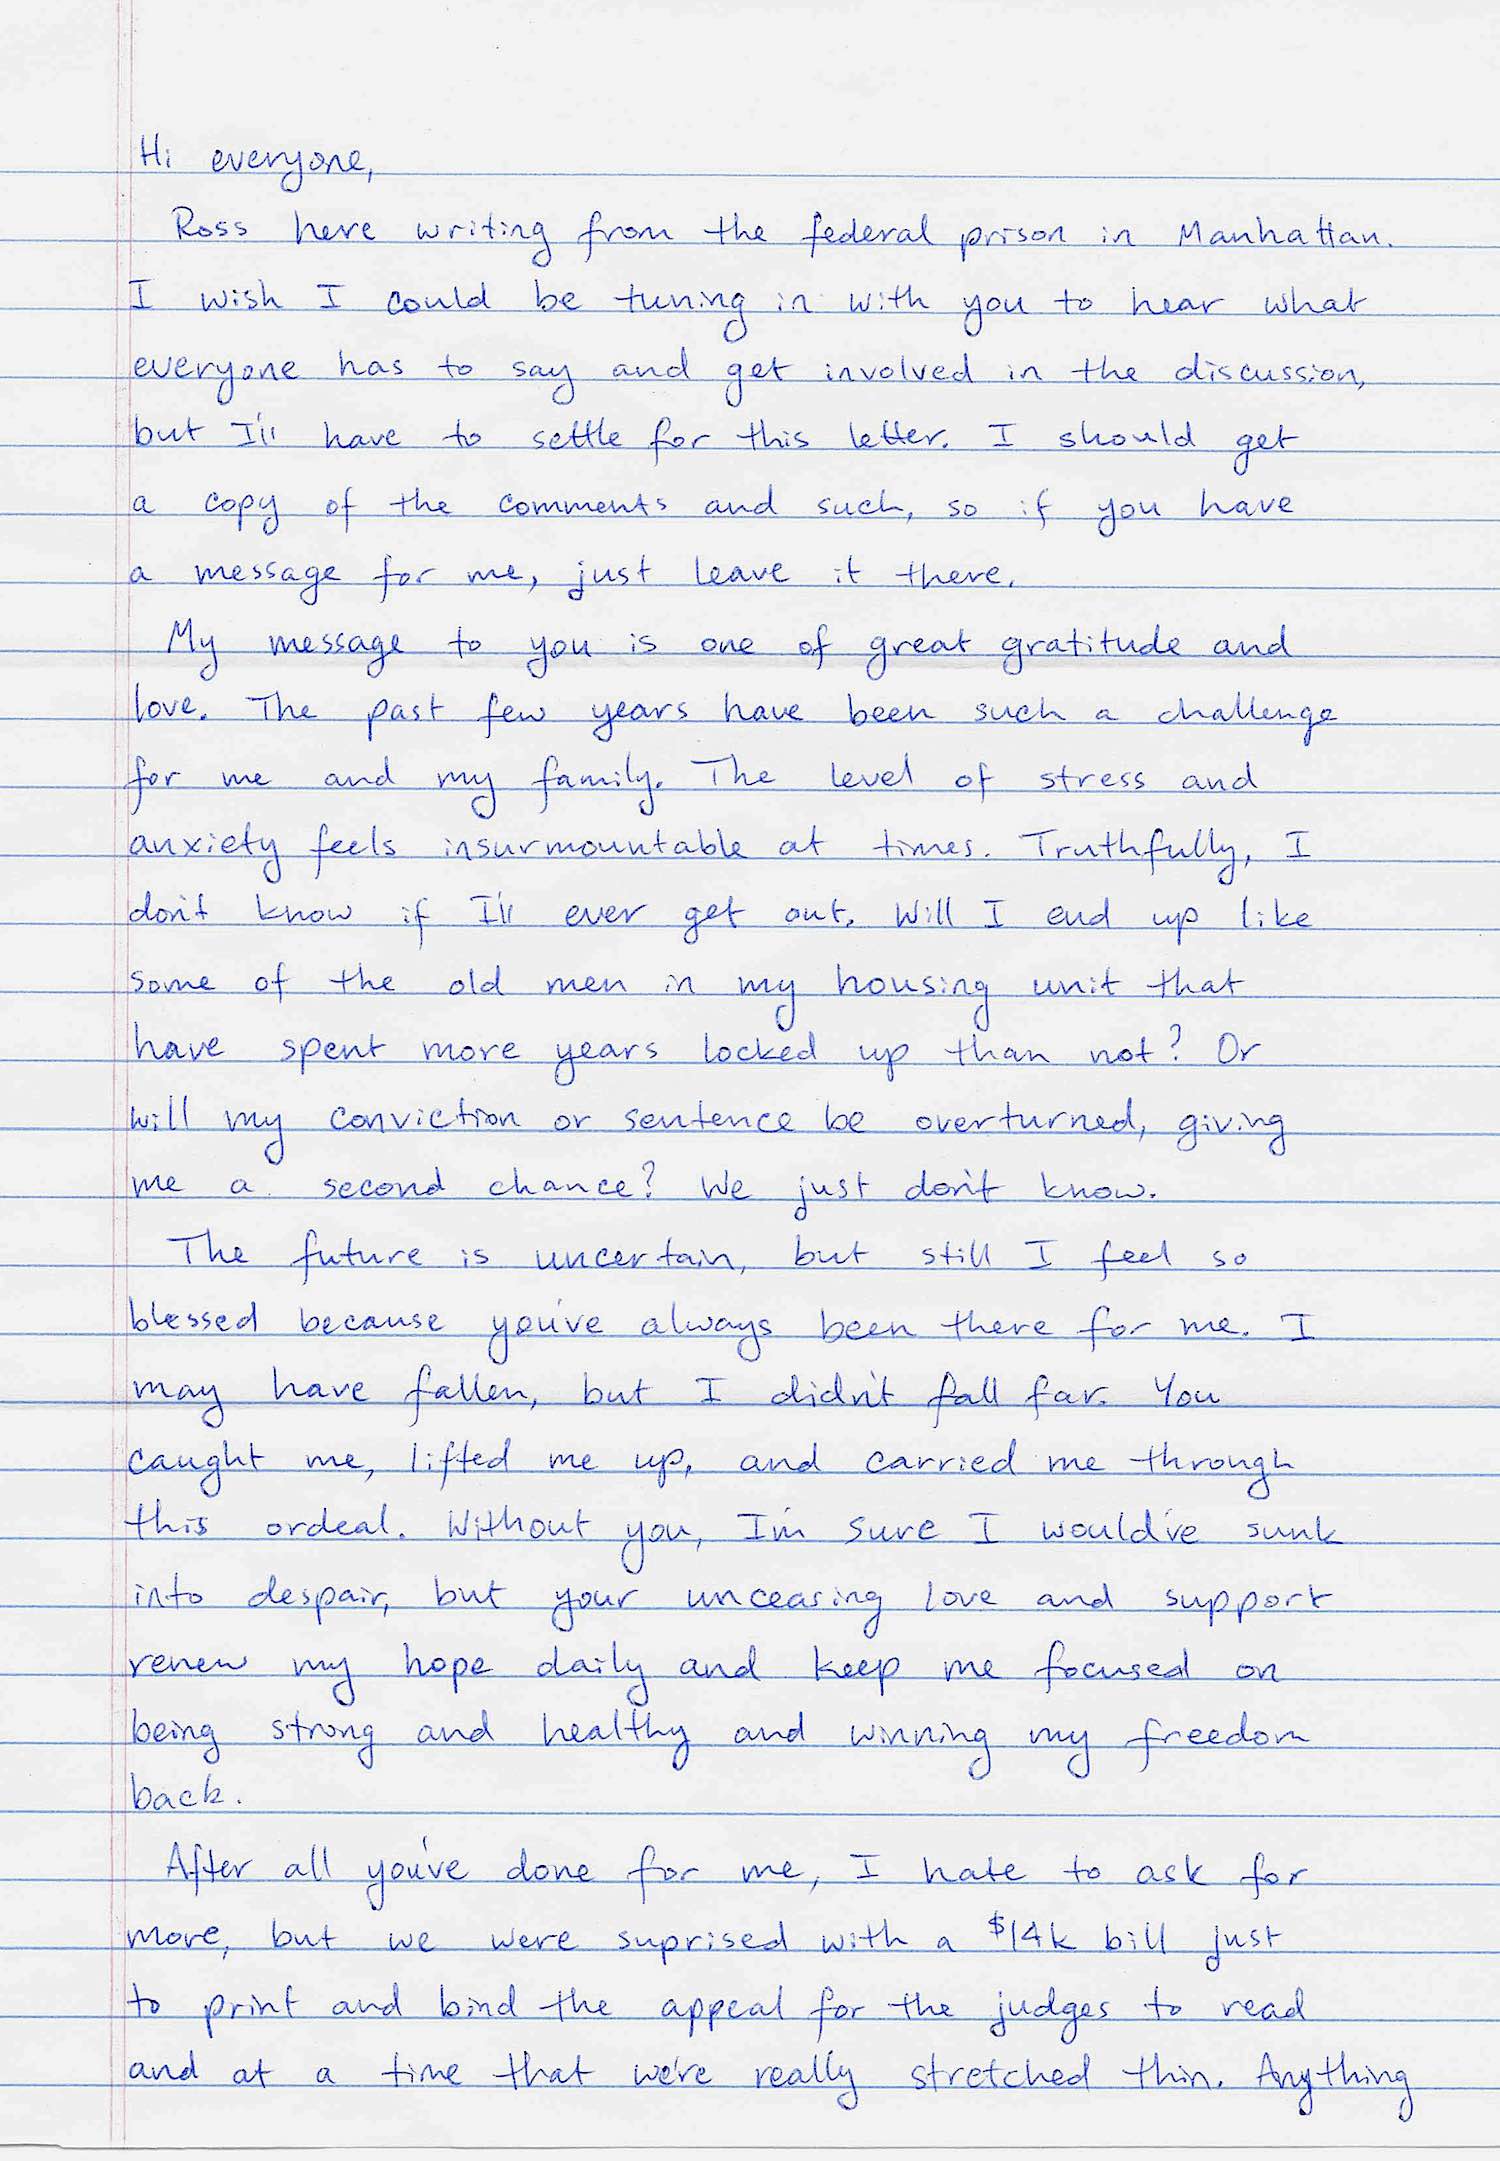 Hi everyone,
Ross here writing from the federal prison in Manhattan.
I wish I could be tuning in with you to hear what
everyone has to say and get involved in the discussion,
but I'll have to settle for this letter. I should get
a copy of the comments and such, so if you have
a message for me, just leave it there.
My message to you is one of great gratitude and
love. The past few years have been such a challenge
for me and my family. The level of stress and
anxiety feels insurmountable at times. Truthfully, I
don't know if I'll ever get out. Will I end up like
some of the old men in my housing unit that
have spent more years locked up than not? Or
will my conviction or sentence be overturned, giving
me a second chance? We just don't know.
The future is uncertain, but still I feel so
blessed because you've always been there for me. I
may have fallen, but I didn't fall far. You
caught me, lifted me up, and carried me through
this ordeal. Without you, I'm sure I would've sunk
into despair, but your unceasing love and support
renew my hope daily and keep me focused on
being strong and healthy and winning my freedom
back.
After all you've done for me, I hate to ask for
more, but we were suprised with a $14k bill just
to print and bind the appeal for the judges to read
and at a time that we're really stretched thin. Anything